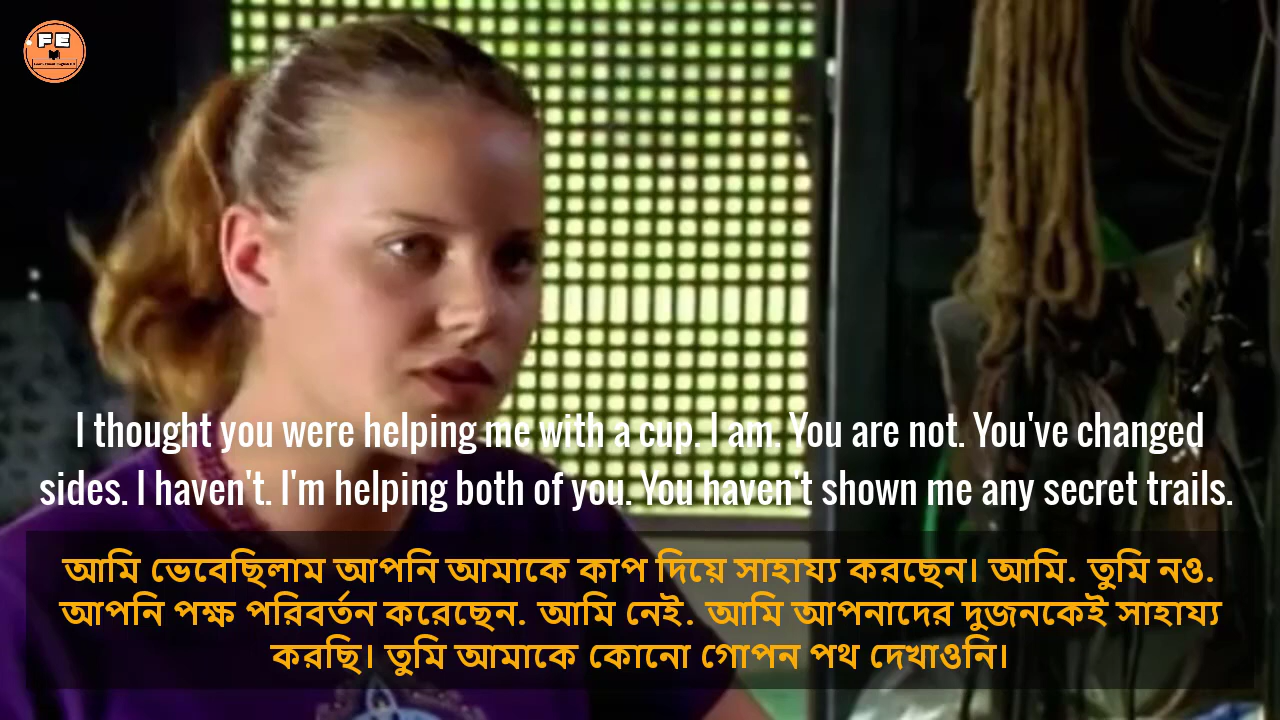 FE
I thought you were helping me with a cup. I am. You are not. You've changed
sides. I haven't. I'm helping both of you. You haven't shown me any secret trails.
আমি ভেবেছিলাম আপনি আমাকে কাপ দিয়ে সাহায্য করছেন। আমি. তুমি নও.
আপনি পক্ষ পরিবর্তন করেছেন. আমি নেই. আমি আপনাদের দুজনকেই সাহায্য
করছি। তুমি আমাকে কোনো গোপন পথ দেখাওনি।